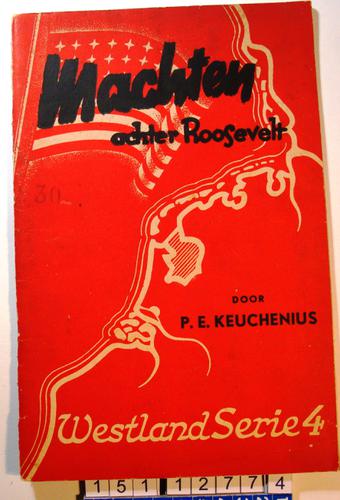 Machten
achter Roosevelt
30
DOOR
P. E. KEUCHENIUS
Westland Serie 4
1 5 1 1 2 7 7 4